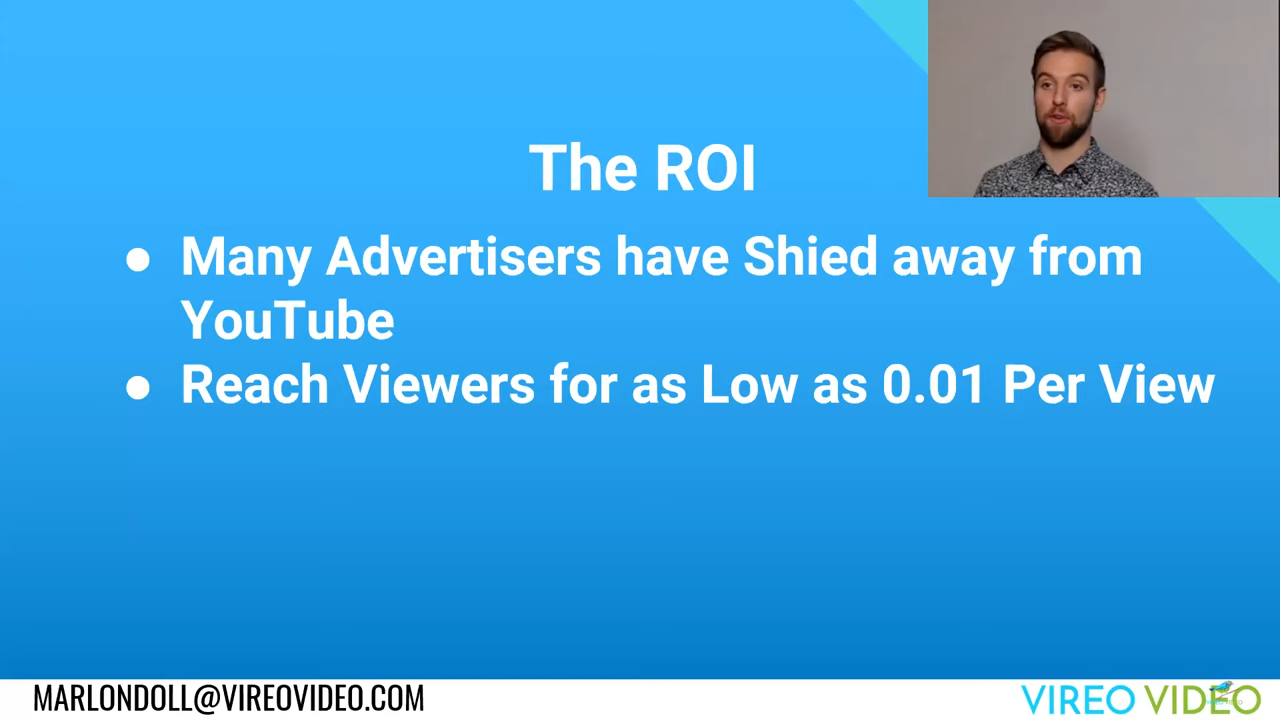 The ROI
● Many Advertisers have Shied away from
YouTube
● Reach Viewers for as Low as 0.01 Per View
MARLONDOLL@VIREOVIDEO.COM
VIREO VIDEO